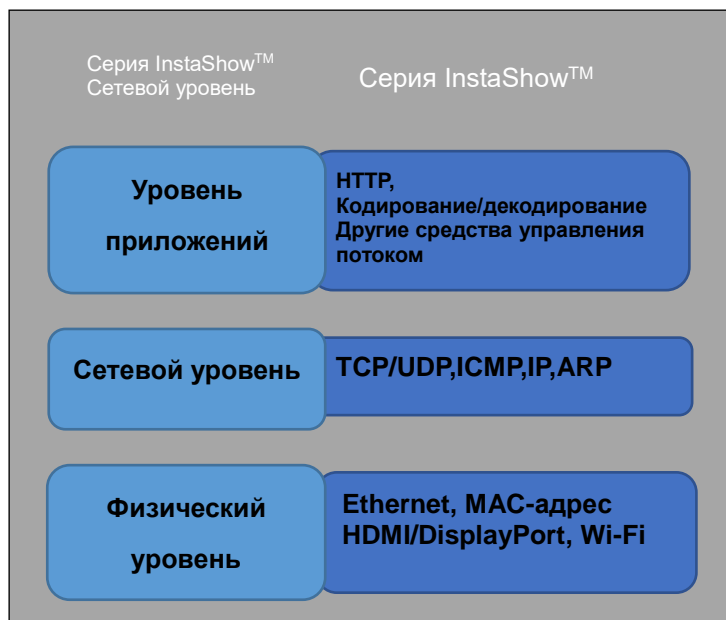 Серия InstaShow™
Сетевой уровень
Серия InstaShow™
Уровень
приложений
HTTP,
Кодирование/декодирование
Другие средства управления
потоком
Сетевой уровень
TCP/UDP,ICMP,IP,ARP
Физический
уровень
Ethernet, MAC-адрес
HDMI/DisplayPort, Wi-Fi